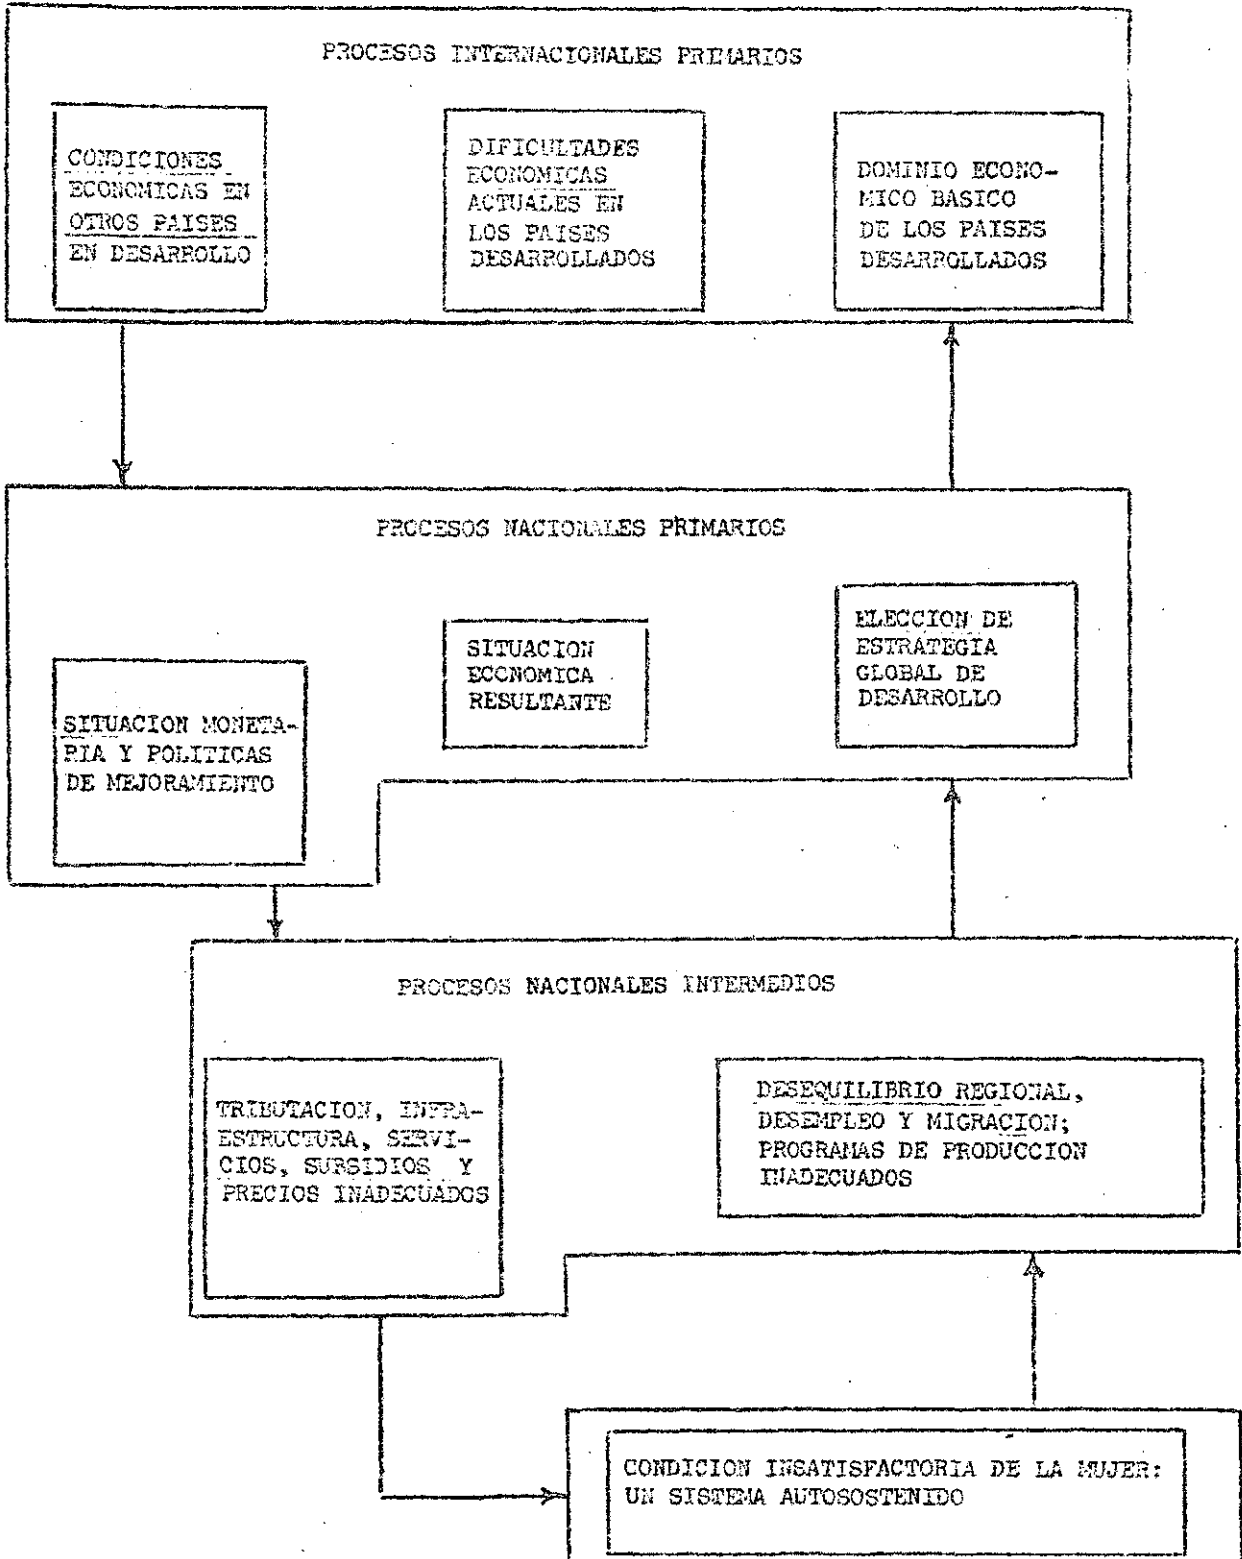 PROCESOS INTERNACIONALES PRIMARIOS
CONDICIONES
ECONOMICAS EN
OTROS PAISES
EN DESARROLLO
DIFICULTADES
ECONOMICAS
ACTUALES EN
LOS PAISES
DESARROLLADOS
DOMINIO ECONO-
MICO BASICO
DE LOS PAISES
DESARROLLADOS
PROCESOS NACIONALES PRIMARIOS
SITUACION MONETA-
RIA Y POLITICAS
DE MEJORAMIENTO
SITUACION
ECONOMICA
RESULTANTE
ELECCION DE
ESTRATEGIA
GLOBAL DE
DESARROLLO
PROCESOS NACIONALES INTERMEDIOS
TRIBUTACION, INFRA-
ESTRUCTURA, SERVI-
CIOS, SUBSIDIOS Y
PRECIOS INADECUADOS
DESEQUILIBRIO REGIONAL,
DESEMPLEO Y MIGRACION;
PROGRAMAS DE PRODUCCION
INADECUADOS
CONDICION INSATISFACTORIA DE LA MUJER:
UN SISTEMA AUTOSOSTENIDO